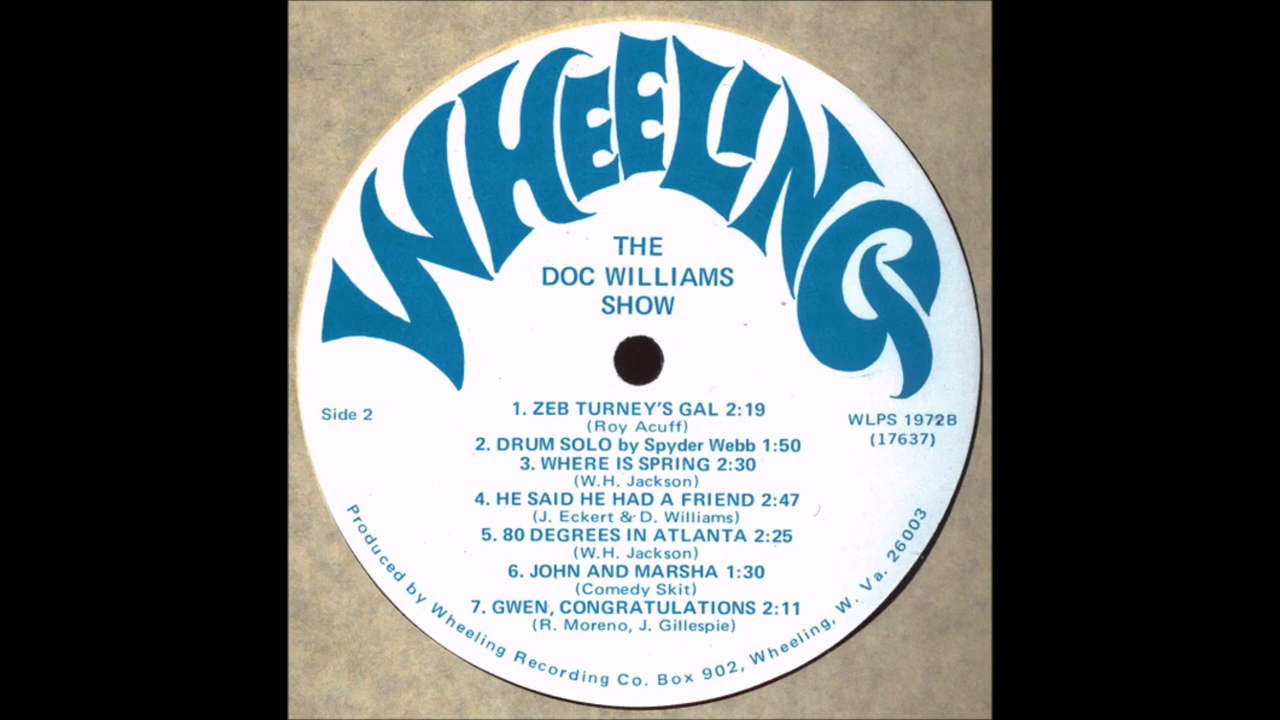 WHEELING
THE
DOC WILLIAMS
SHOW
Side 2
WLPS 1972B
(17637)
1. ZEB TURNEY'S GAL 2:19
(Roy Acuff)
2. DRUM SOLO by Spyder Webb 1:50
3. WHERE IS SPRING 2:30
(W.H. Jackson)
4. HE SAID HE HAD A FRIEND 2:47
(J. Eckert & D. Williams)
5. 80 DEGREES IN ATLANTA 2:25
(W.H. Jackson)
6. JOHN AND MARSHA 1:30
(Comedy Skit)
7. GWEN, CONGRATULATIONS 2:11
(R. Moreno, J. Gillespie)
Produced by Wheeling Recording Co. Box 902, Wheeling, W. Va. 26003